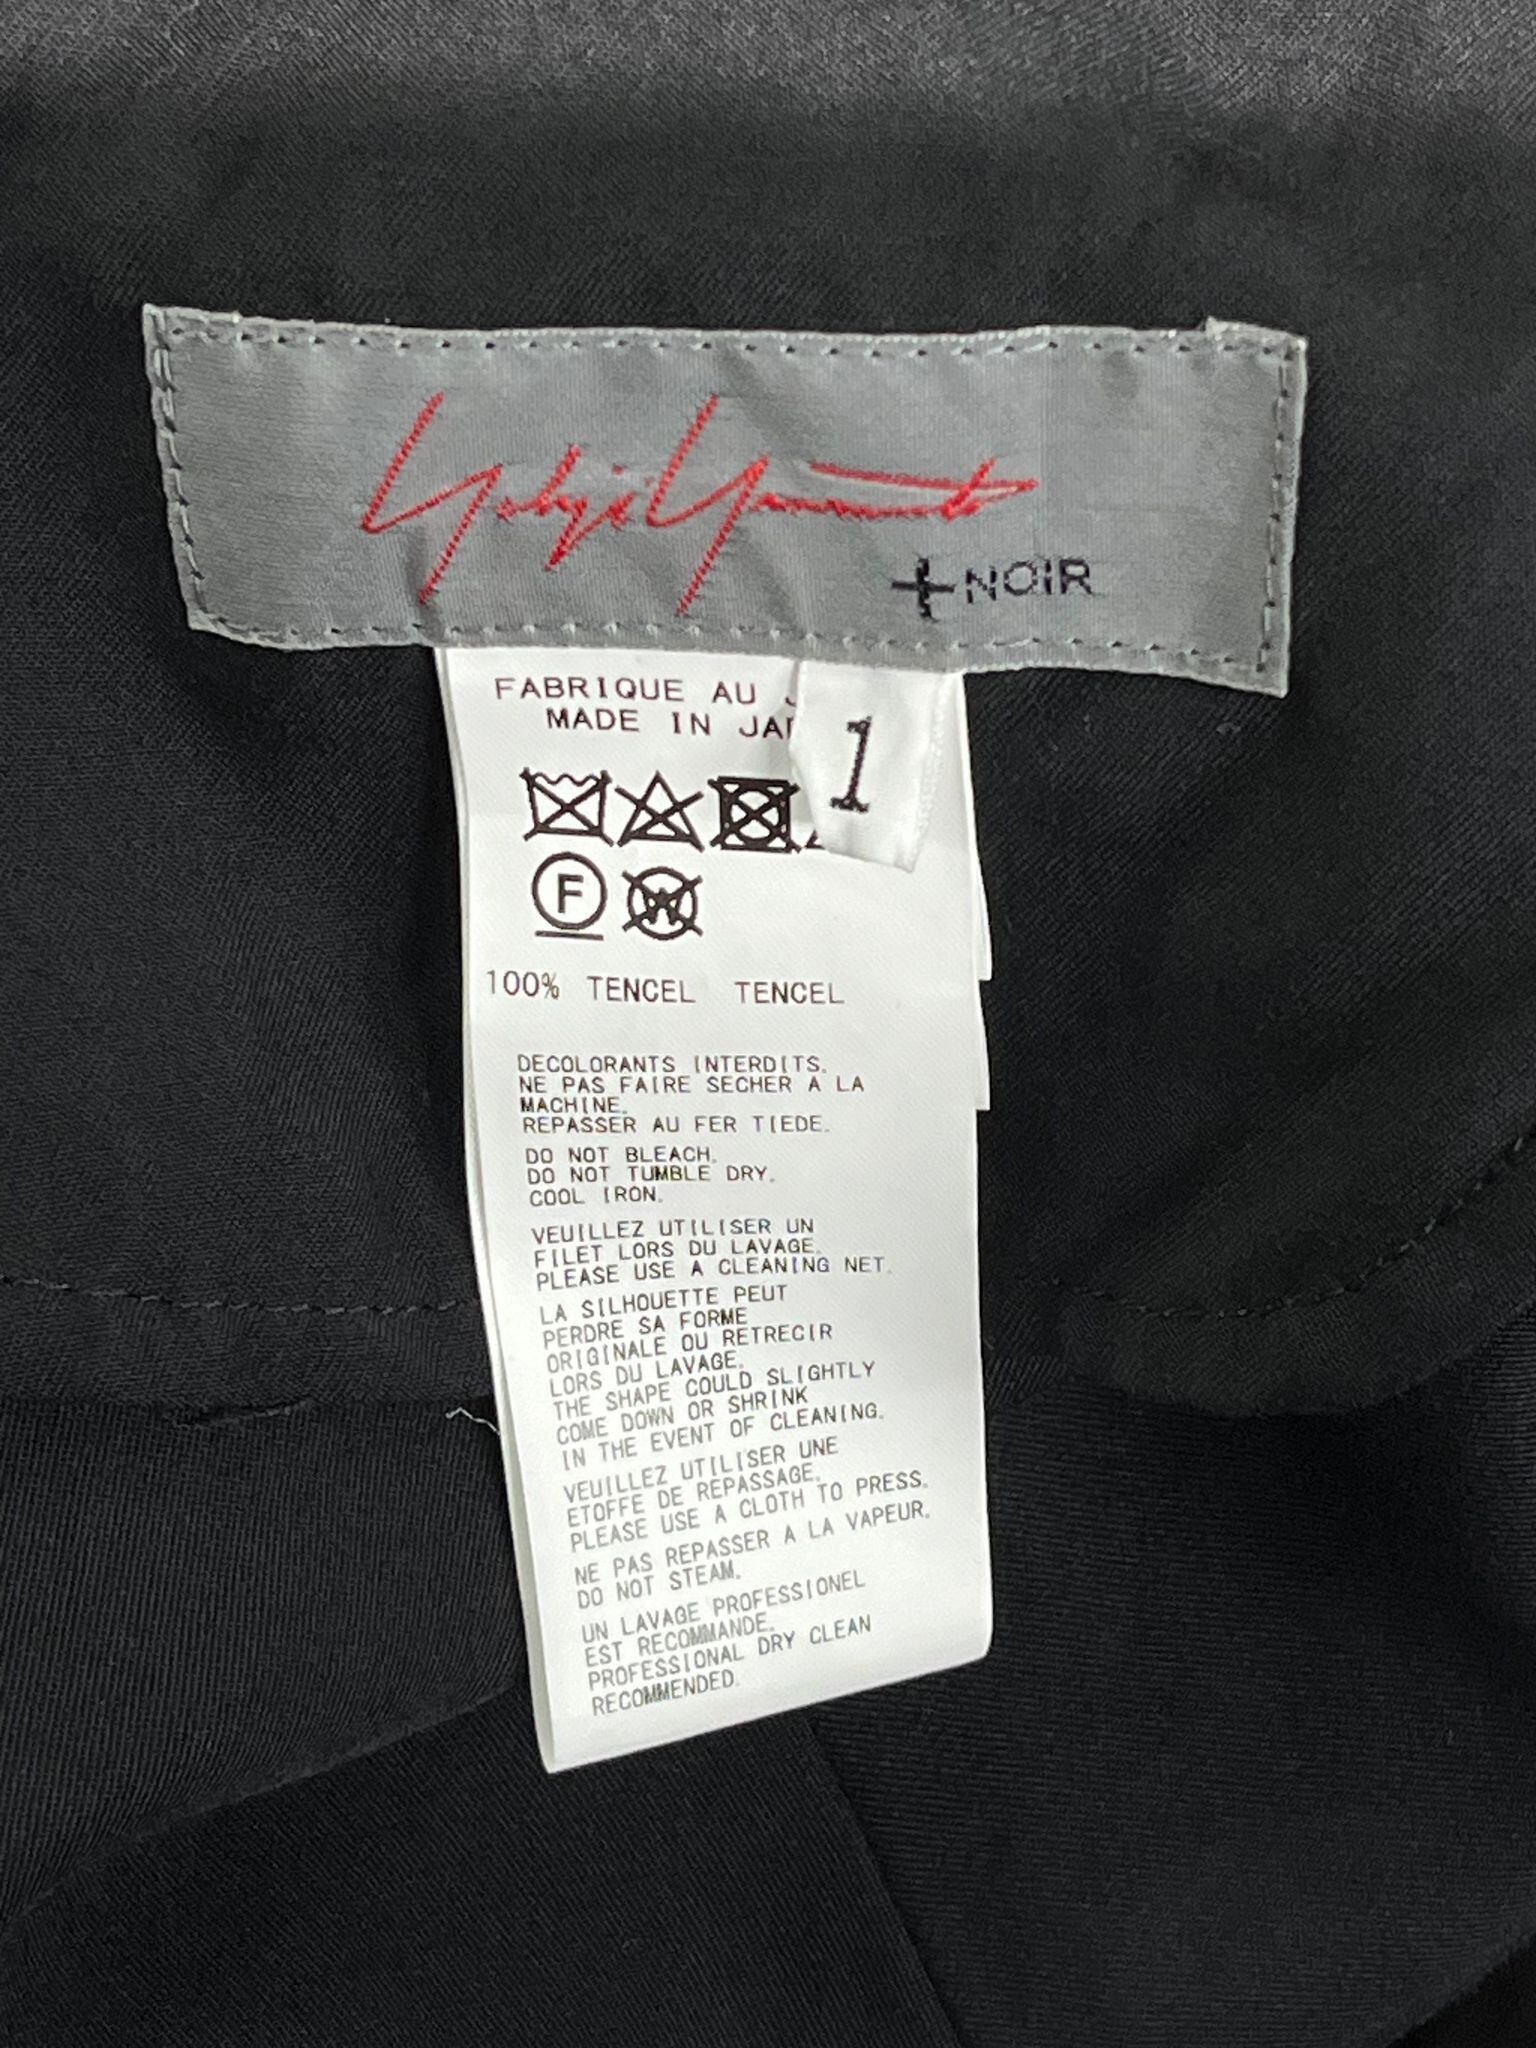 Yohji Yamamoto
+NOIR
FABRIQUE AU
MADE IN
1
F
W
100% TENCEL TENCEL
DECOLORANTS INTERDITS.
NE PAS FAIRE SECHER A LA
MACHINE.
REPASSER AU FER TIEDE.
DO NOT BLEACH.
DO NOT TUMBLE DRY.
COOL IRON.
VEUILLEZ UTILISER UN
FILET LORS DU LAVAGE.
PLEASE USE A CLEANING NET.
LA SILHOUETTE PEUT
PERDRE SA FORME
ORIGINALE OU RETRECIR
LORS DU LAVAGE.
THE SHAPE COULD SLIGHTLY
COME DOWN OR SHRINK
IN THE EVENT OF CLEANING.
VEUILLEZ UTILISER UNE
ETOFFE DE REPASSAGE.
PLEASE USE A CLOTH TO PRESS.
NE PAS REPASSER A LA VAPEUR.
DO NOT STEAM.
UN LAVAGE PROFESSIONEL
EST RECOMMANDE.
PROFESSIONAL DRY CLEAN
RECOMMENDED.